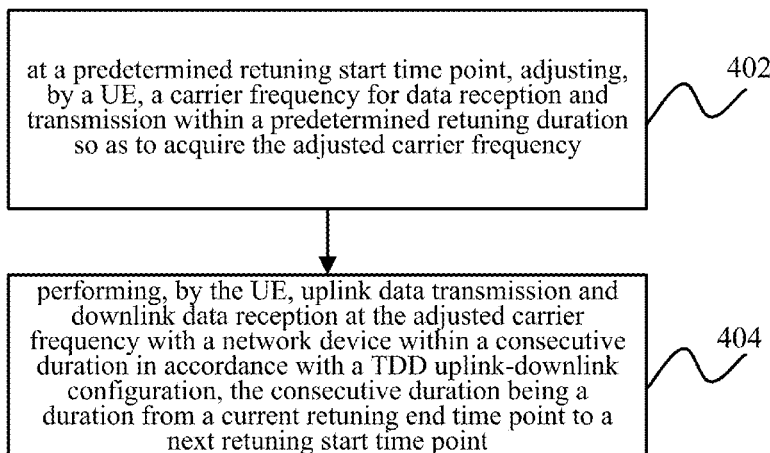 at a predetermined retuning start time point, adjusting,
by a UE, a carrier frequency for data reception and
transmission within a predetermined retuning duration
so as to acquire the adjusted carrier frequency
402
performing, by the UE, uplink data transmission and
downlink data reception at the adjusted carrier
frequency with a network device within a consecutive
duration in accordance with a TDD uplink-downlink
configuration, the consecutive duration being a
duration from a current retuning end time point to a
next retuning start time point
404